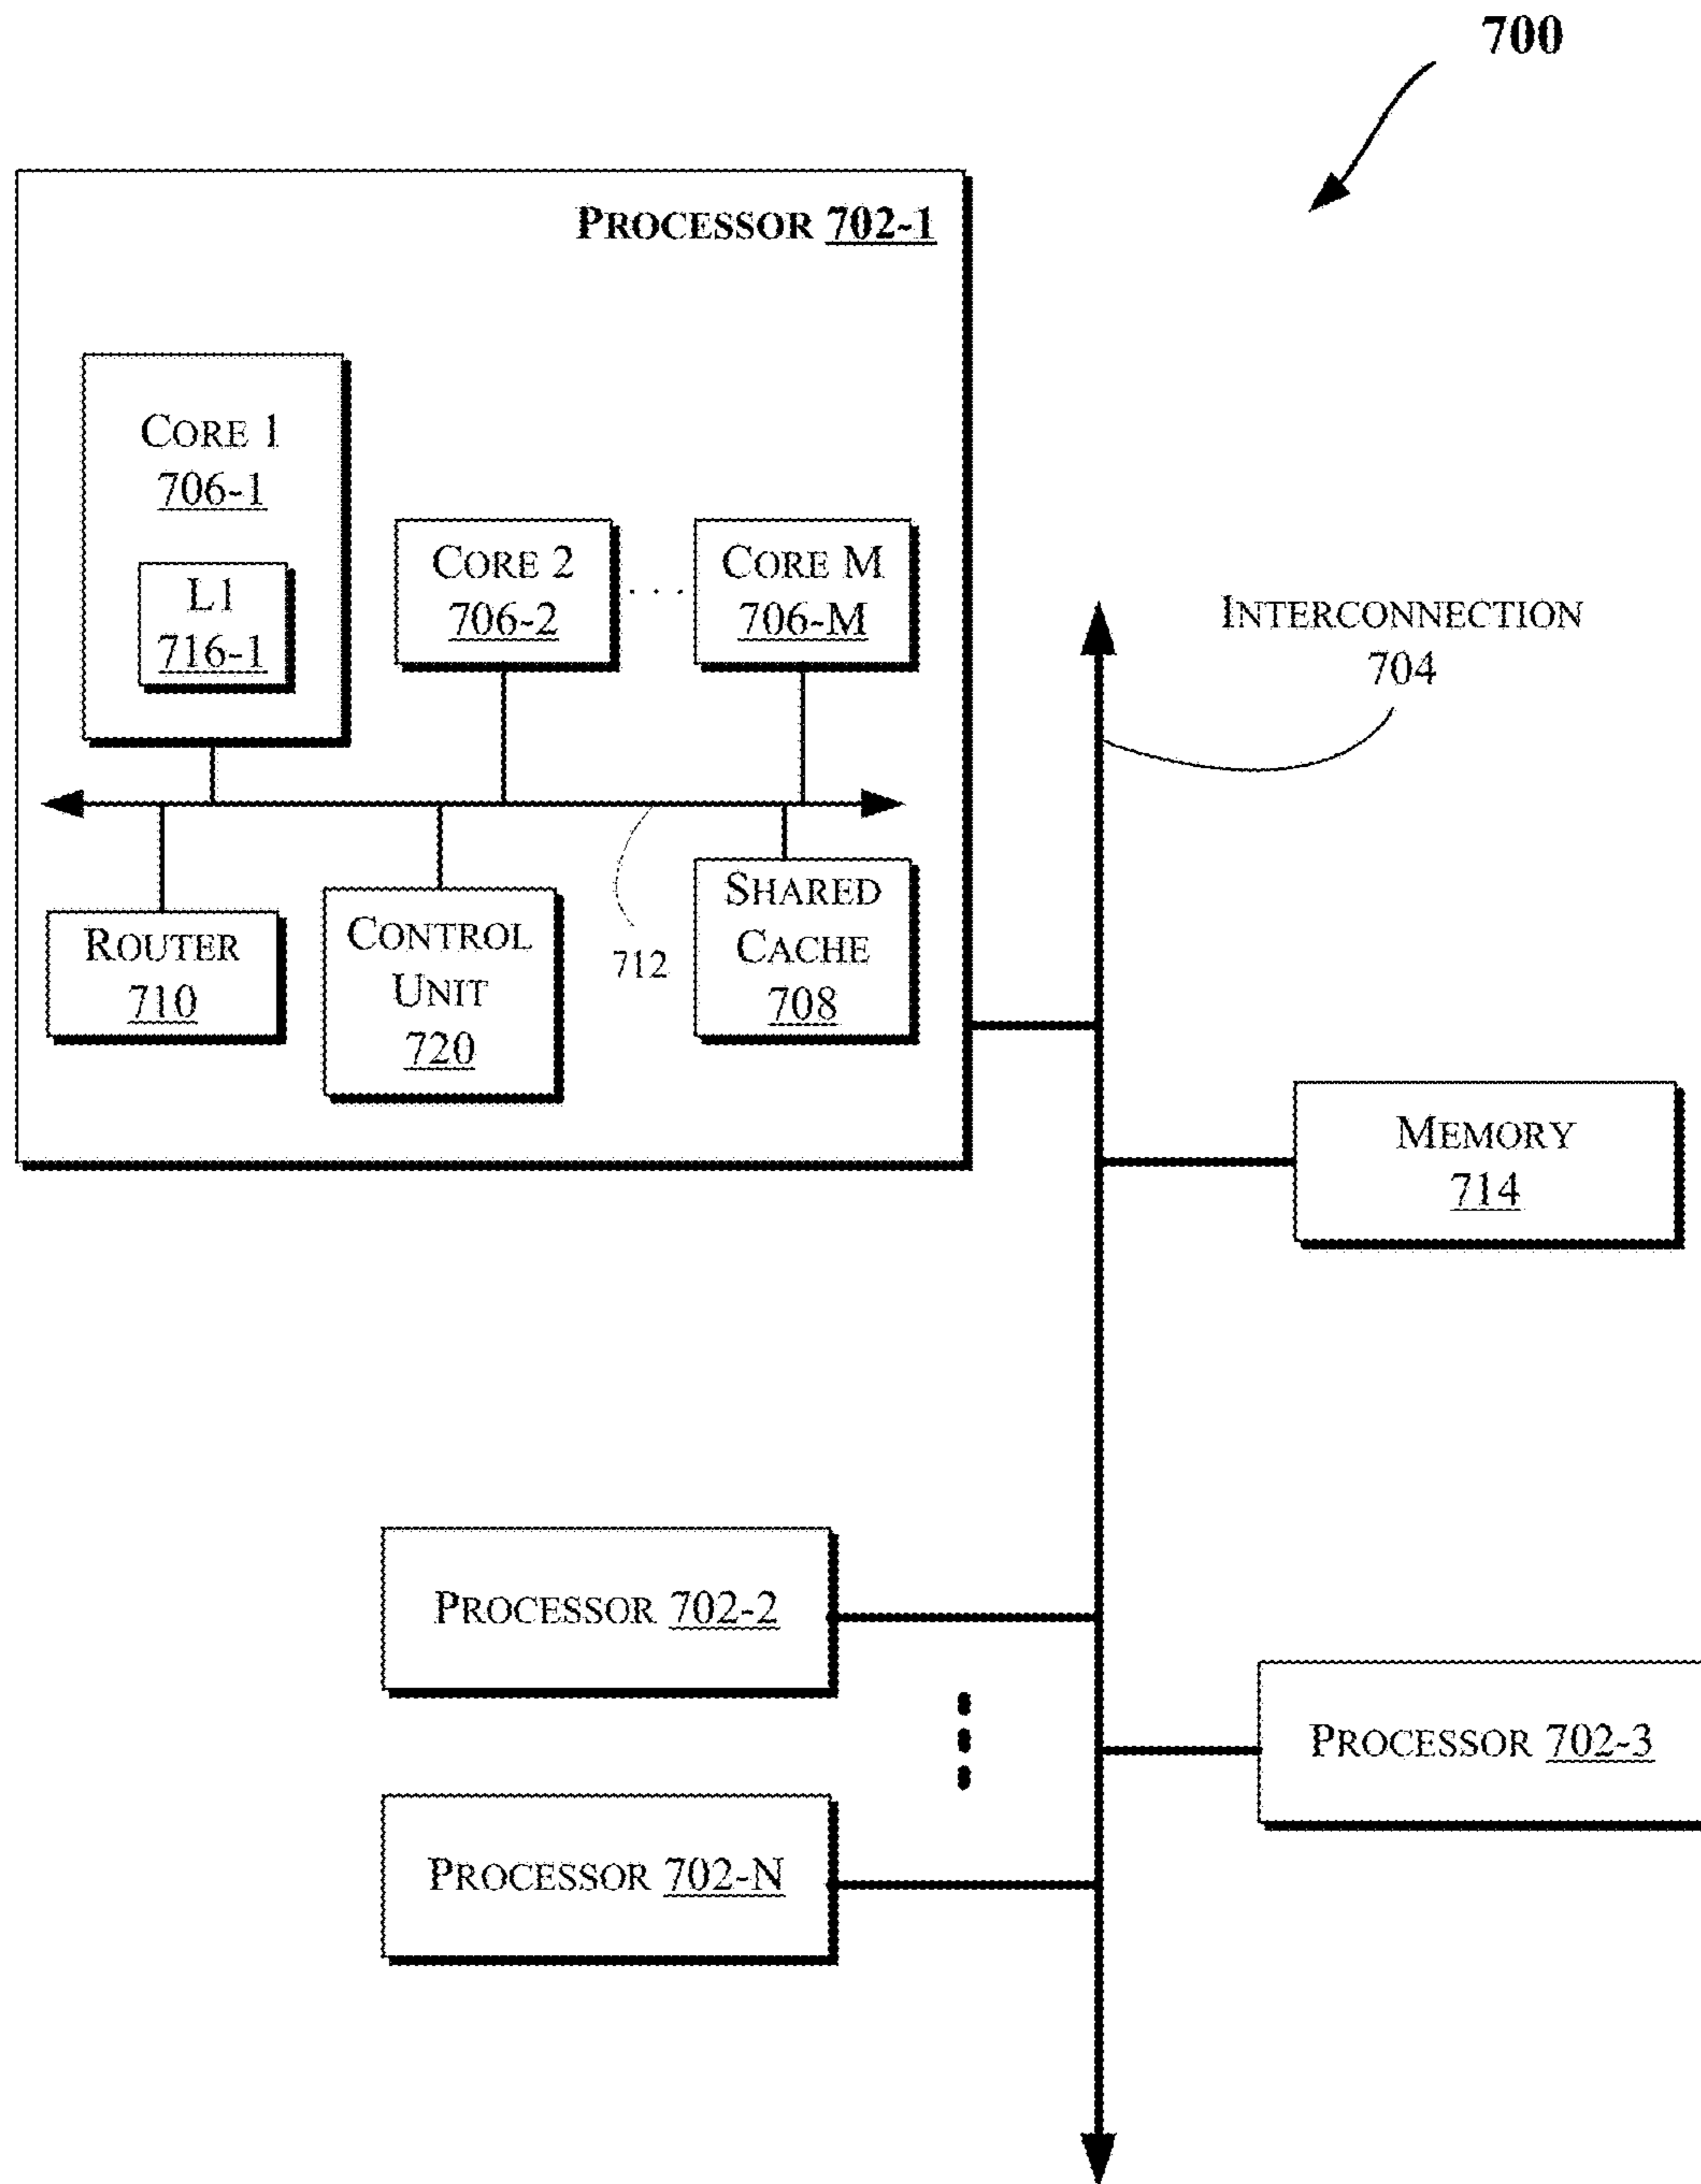 700
PROCESSOR 702-1
CORE 1
706-1
L1
716-1
CORE 2
706-2
. . .
CORE M
706-M
INTERCONNECTION
704
ROUTER
710
CONTROL
UNIT
720
712
SHARED
CACHE
708
MEMORY
714
PROCESSOR 702-2
PROCESSOR 702-3
PROCESSOR 702-N